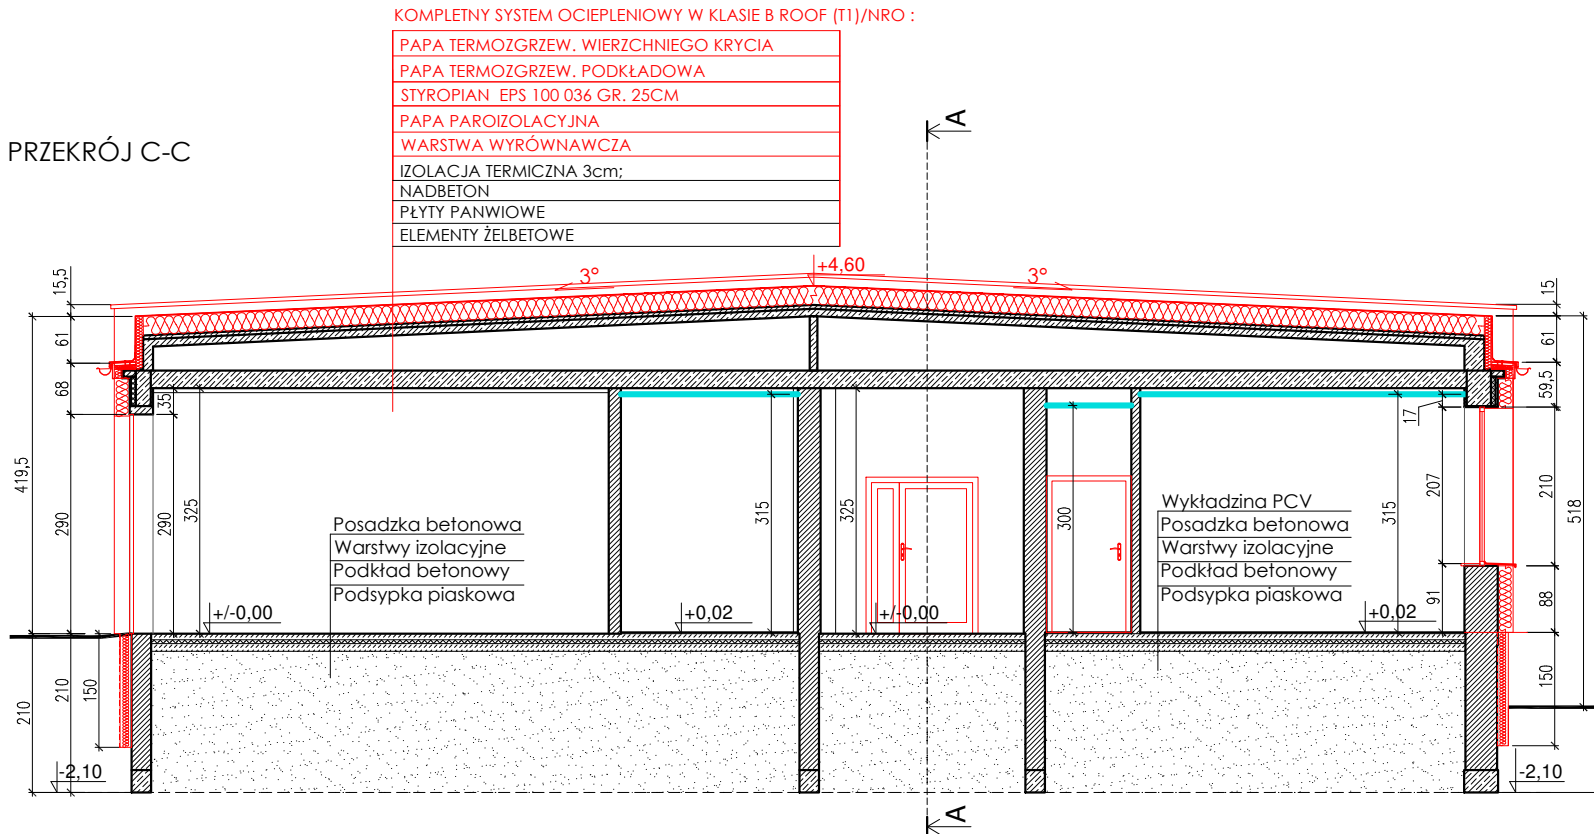 KOMPLETNY SYSTEM OCIEPLENIOWY W KLASIE B ROOF (T1)/NRO :
PAPA TERMOZGRZEW. WIERZCHNIEGO KRYCIA
PAPA TERMOZGRZEW. PODKŁADOWA
STYROPIAN EPS 100 036 GR. 25CM
PAPA PAROIZOLACYJNA
WARSTWA WYRÓWNAWCZA
IZOLACJA TERMICZNA 3cm;
NADBETON
PŁYTY PANWIOWE
ELEMENTY ŻELBETOWE
PRZEKRÓJ C-C
A
+4,60
3°
3°
15,5
61
68
419,5
290
35
290
325
315
325
300
315
17
207
91
15
61
59,5
210
88
518
150
Posadzka betonowa
Warstwy izolacyjne
Podkład betonowy
Podsypka piaskowa
Wykładzina PCV
Posadzka betonowa
Warstwy izolacyjne
Podkład betonowy
Podsypka piaskowa
+/-0,00
+0,02
+/-0,00
+0,02
210
210
150
-2,10
-2,10
A